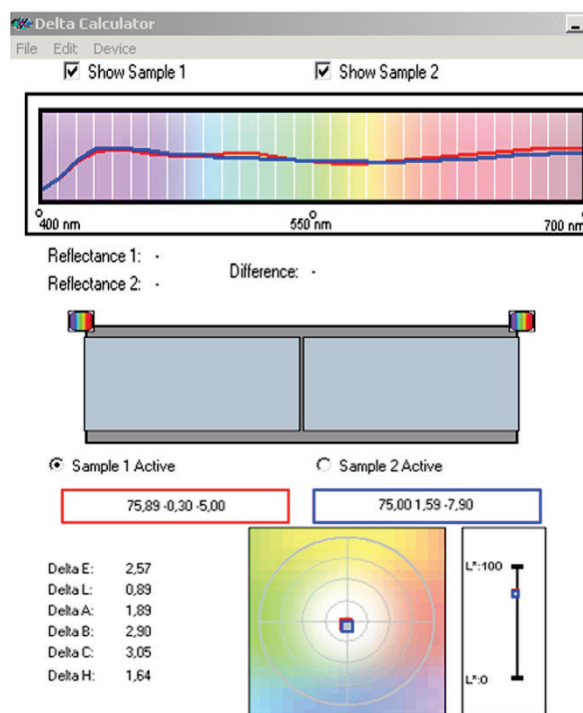 Delta Calculator
File Edit Device
Show Sample 1 Show Sample 2
400 nm 550 nm 700 nm
Reflectance 1: -
Difference: -
Reflectance 2: -
Sample 1 Active Sample 2 Active
75,89 -0,30 -5,00 75,00 1,59 -7,90
L*:100
Delta E: 2,57
Delta L: 0,89
Delta A: 1,89
Delta B: 2,90
Delta C: 3,05
Delta H: 1,64
L*:0